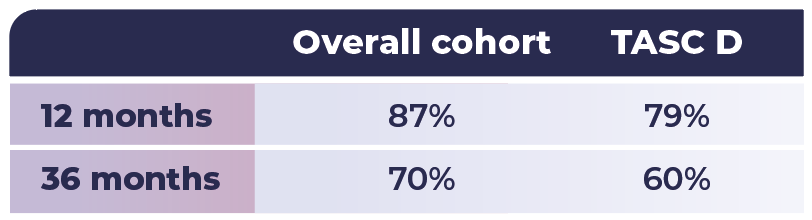 Overall cohort TASC D
12 months 87% 79%
36 months 70% 60%